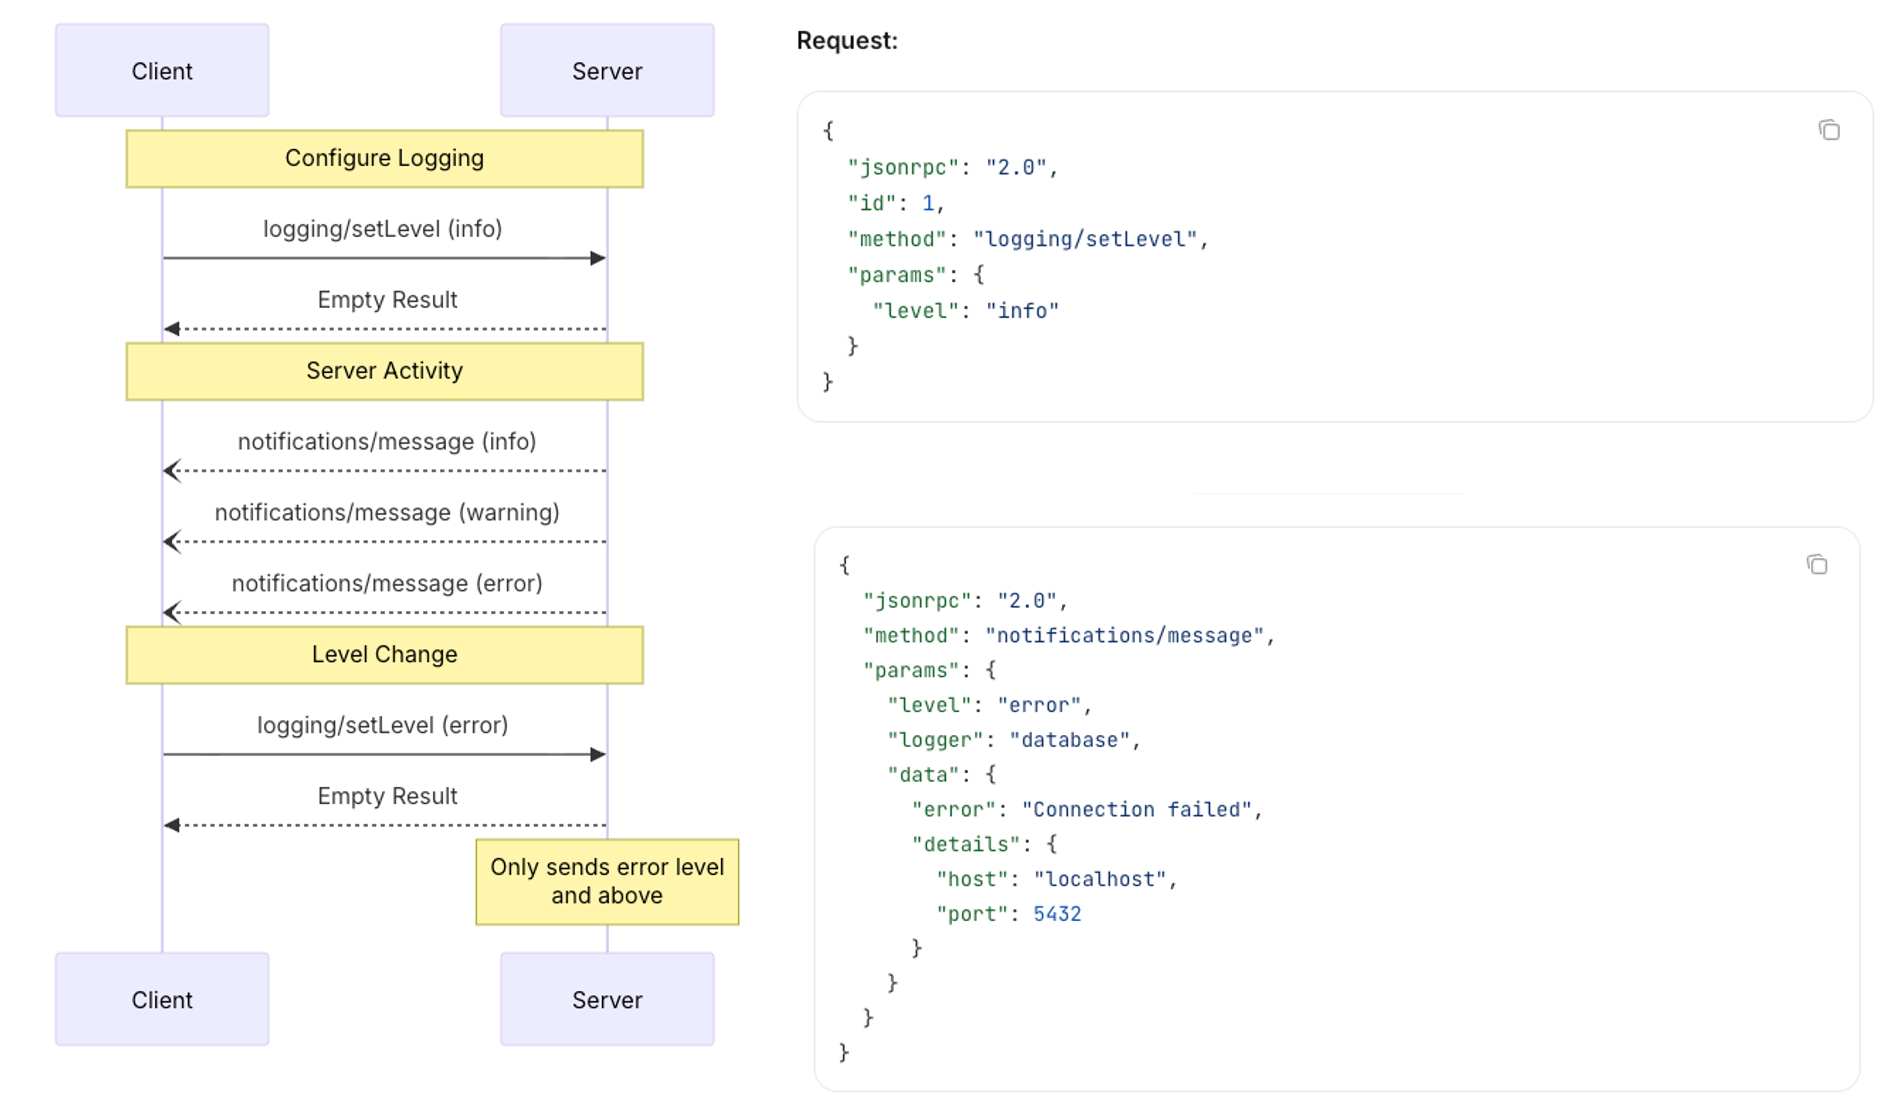 Client
Server
Configure Logging
logging/setLevel (info)
Empty Result
Server Activity
notifications/message (info)
notifications/message (warning)
notifications/message (error)
Level Change
logging/setLevel (error)
Empty Result
Only sends error level
and above
Client
Server
Request:
{
  "jsonrpc": "2.0",
  "id": 1,
  "method": "logging/setLevel",
  "params": {
    "level": "info"
  }
}
{
  "jsonrpc": "2.0",
  "method": "notifications/message",
  "params": {
    "level": "error",
    "logger": "database",
    "data": {
      "error": "Connection failed",
      "details": {
        "host": "localhost",
        "port": 5432
      }
    }
  }
}